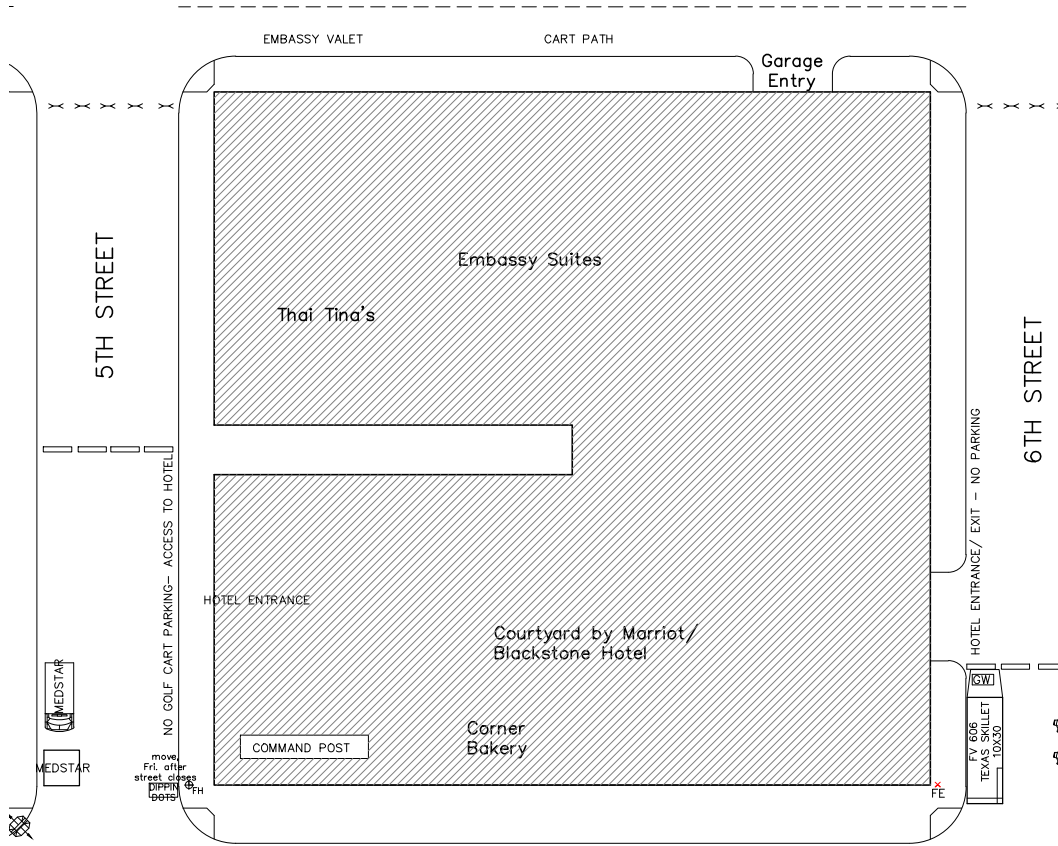 EMBASSY VALET
CART PATH
Garage
Entry
5TH STREET
Embassy Suites
Thai Tina's
6TH STREET
NO GOLF CART PARKING- ACCESS TO HOTEL
HOTEL ENTRANCE/ EXIT - NO PARKING
HOTEL ENTRANCE
Courtyard by Marriot/
Blackstone Hotel
MEDSTAR
GW
FV 606
TEXAS SKILLET
10X30
Corner
Bakery
COMMAND POST
MEDSTAR
move,
Fri. after
street closes
DIPPIN
DOTS
FH
FE